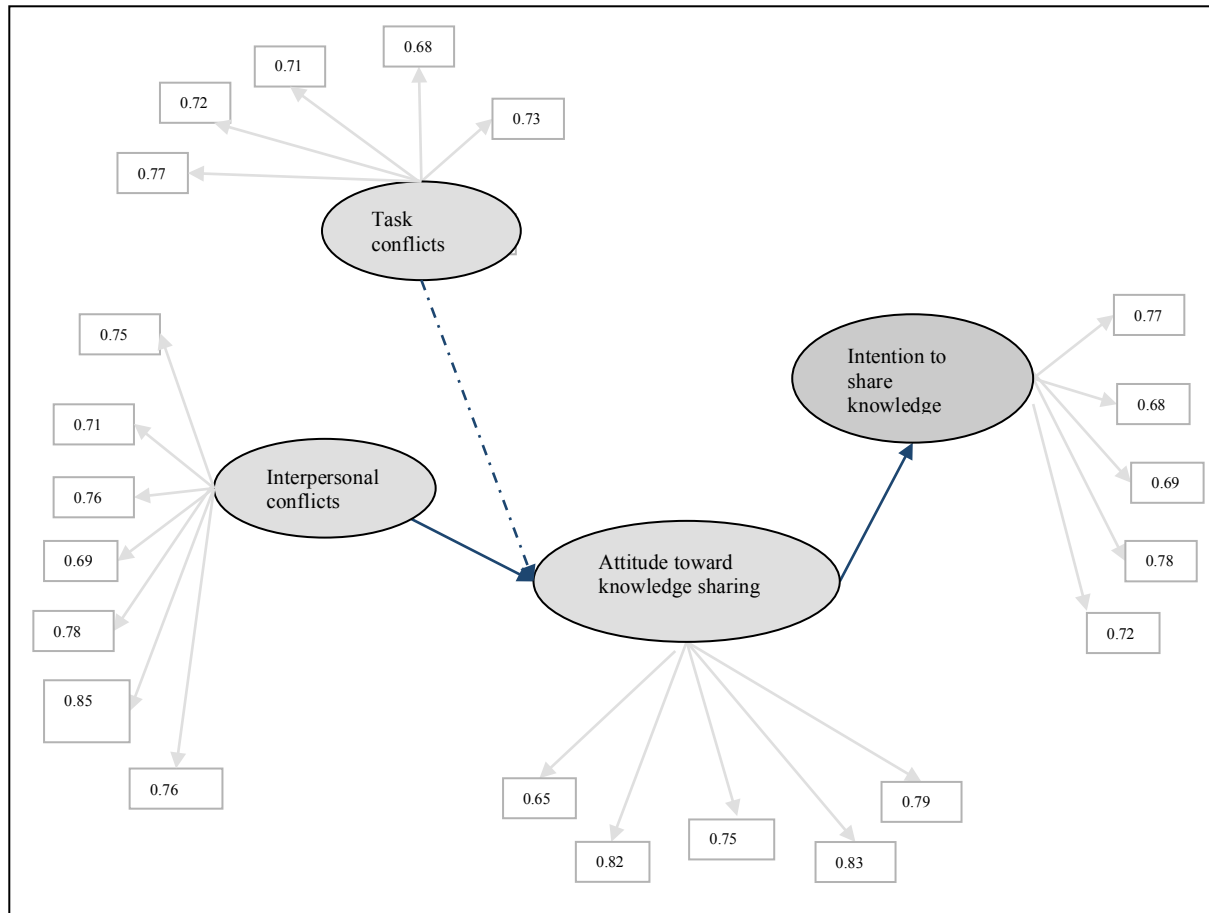 0.68
0.71
0.72
0.73
0.77
Task
conflicts
0.75
0.77
Intention to
share
knowledge
0.68
0.71
Interpersonal
conflicts
0.76
0.69
0.69
Attitude toward
knowledge sharing
0.78
0.78
0.72
0.85
0.76
0.65
0.79
0.75
0.82
0.83